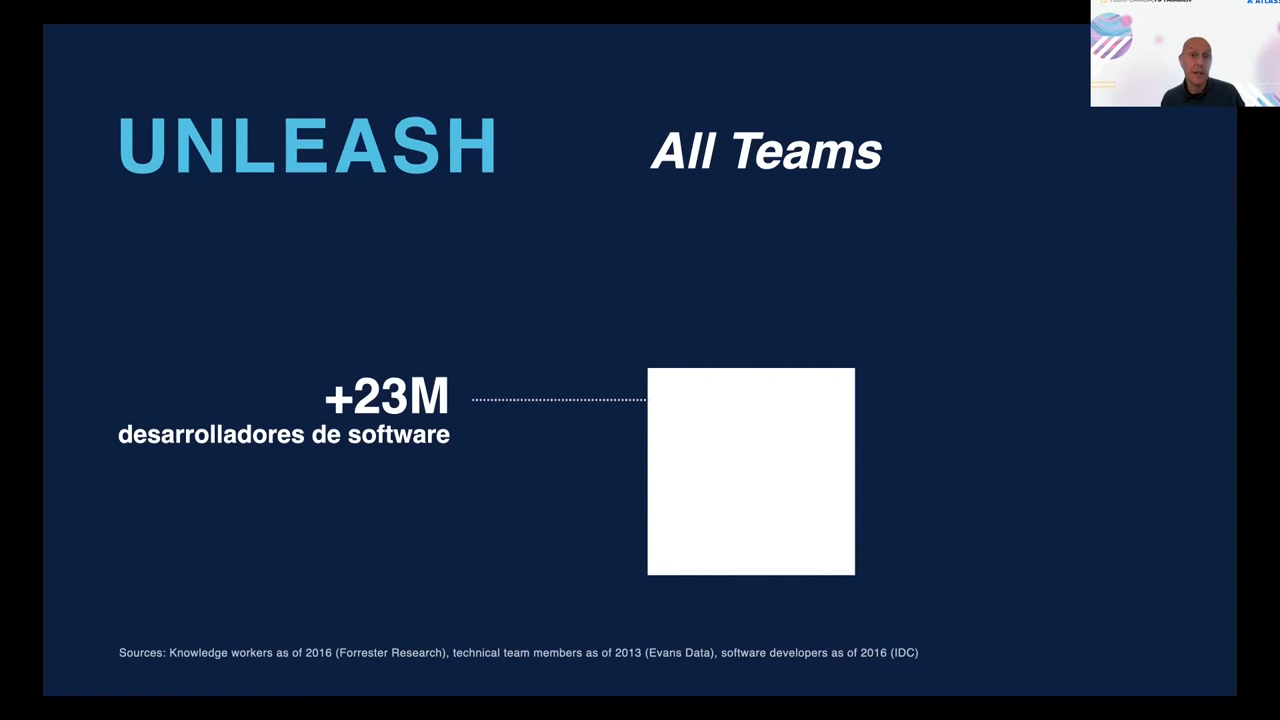 UNLEASH All Teams
+23M
desarrolladores de software
Sources: Knowledge workers as of 2016 (Forrester Research), technical team members as of 2013 (Evans Data), software developers as of 2016 (IDC)